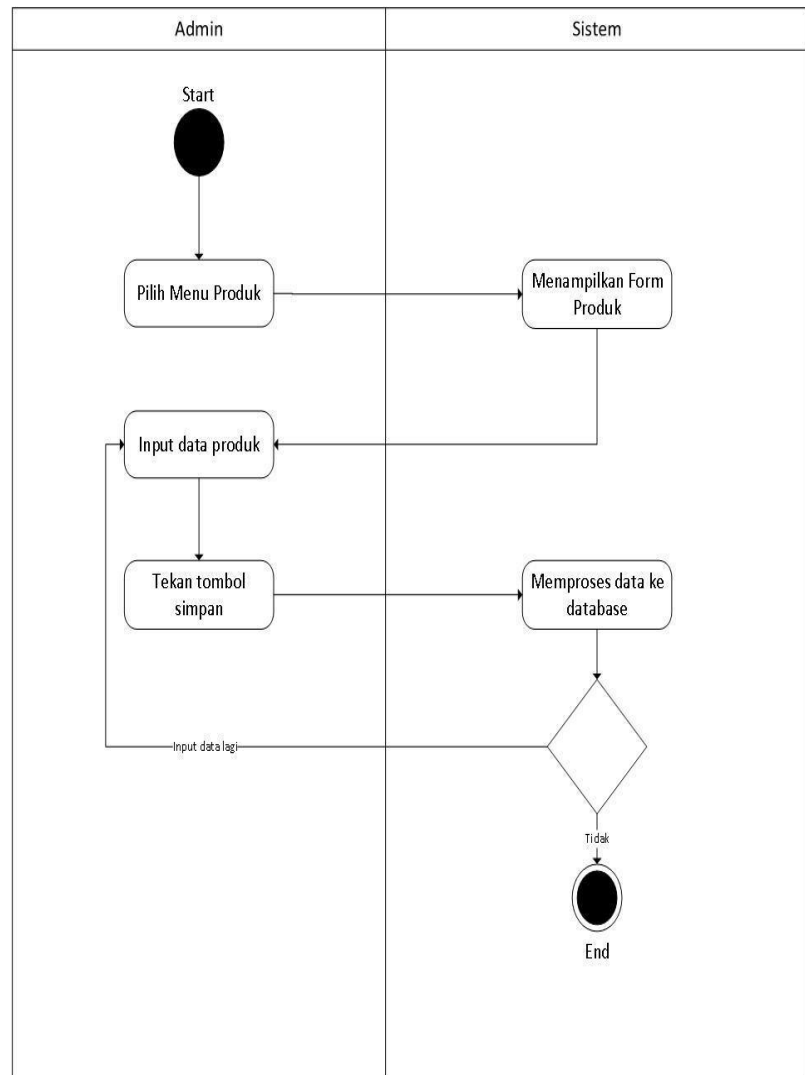 Admin
Sistem
Start
Pilih Menu Produk
Menampilkan Form
Produk
Input data produk
Tekan tombol
simpan
Memproses data ke
database
Input data lagi
Tidak
End